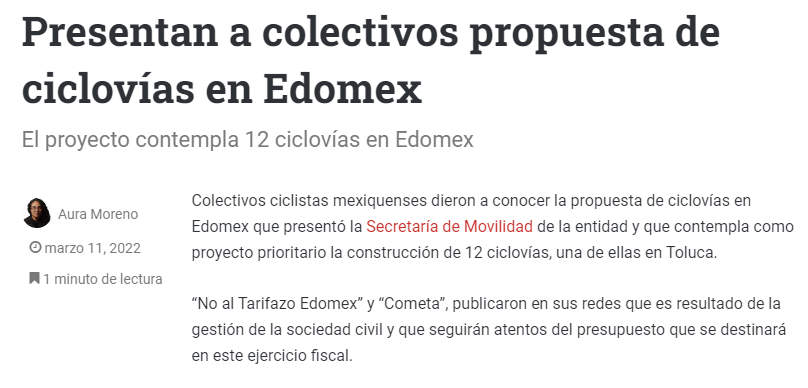 Presentan a colectivos propuesta de
ciclovías en Edomex
El proyecto contempla 12 ciclovías en Edomex
Aura Moreno
marzo 11, 2022
1 minuto de lectura
Colectivos ciclistas mexiquenses dieron a conocer la propuesta de ciclovías en
Edomex que presentó la Secretaría de Movilidad de la entidad y que contempla como
proyecto prioritario la construcción de 12 ciclovías, una de ellas en Toluca.
“No al Tarifazo Edomex” y “Cometa”, publicaron en sus redes que es resultado de la
gestión de la sociedad civil y que seguirán atentos del presupuesto que se destinará
en este ejercicio fiscal.